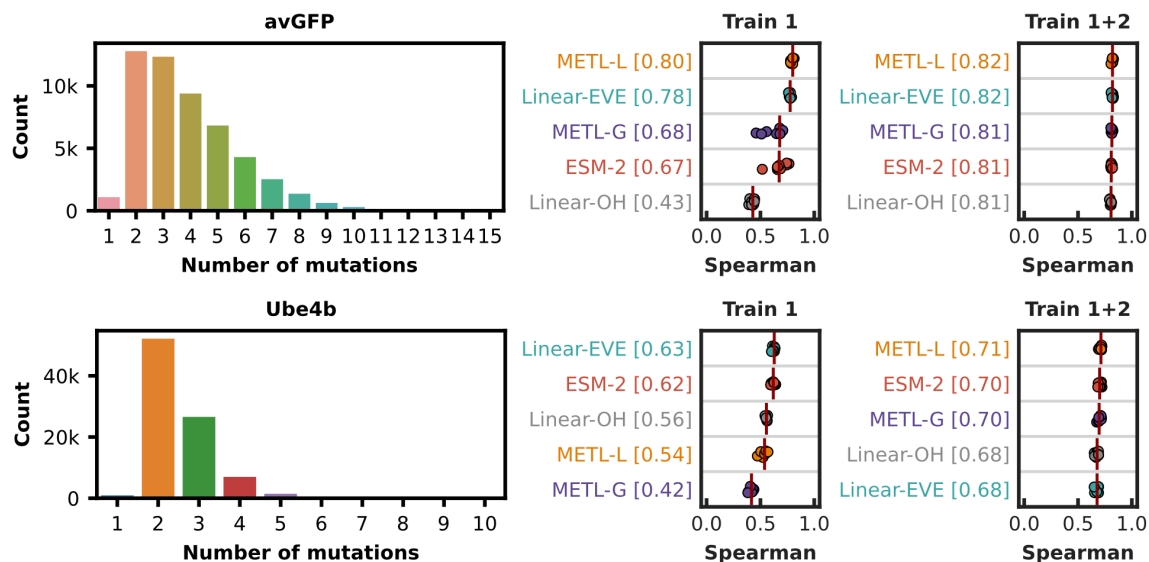 avGFP
Count
10k
5k
0
1 2 3 4 5 6 7 8 9 10 11 12 13 14 15
Number of mutations
Train 1
METL-L [0.80]
Linear-EVE [0.78]
METL-G [0.68]
ESM-2 [0.67]
Linear-OH [0.43]
0.0 0.5 1.0
Spearman
Train 1+2
METL-L [0.82]
Linear-EVE [0.82]
METL-G [0.81]
ESM-2 [0.81]
Linear-OH [0.81]
0.0 0.5 1.0
Spearman
Ube4b
Count
40k
20k
0
1 2 3 4 5 6 7 8 9 10
Number of mutations
Train 1
Linear-EVE [0.63]
ESM-2 [0.62]
Linear-OH [0.56]
METL-L [0.54]
METL-G [0.42]
0.0 0.5 1.0
Spearman
Train 1+2
METL-L [0.71]
ESM-2 [0.70]
METL-G [0.70]
Linear-OH [0.68]
Linear-EVE [0.68]
0.0 0.5 1.0
Spearman